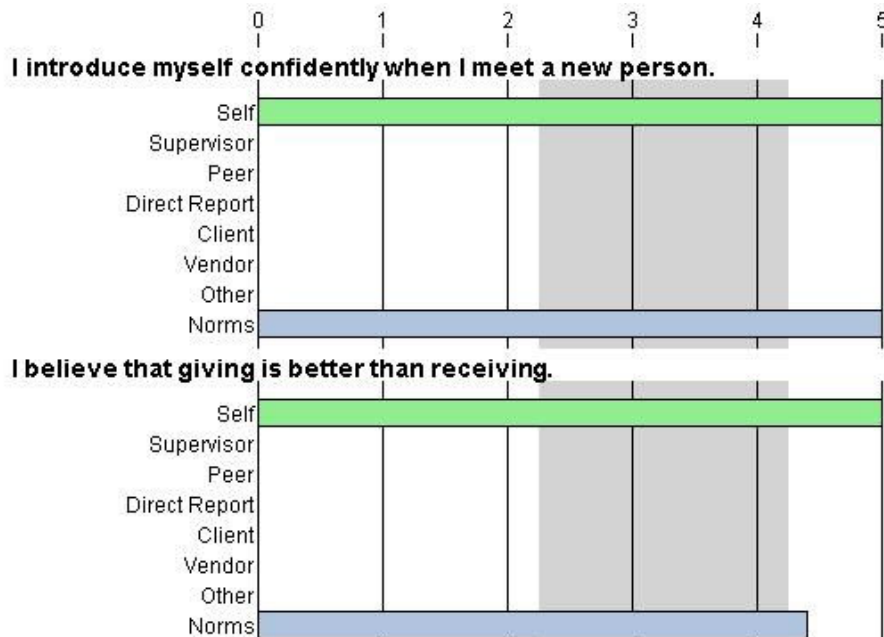 0 1 2 3 4 5
I introduce myself confidently when I meet a new person.
Self
Supervisor
Peer
Direct Report
Client
Vendor
Other
Norms
I believe that giving is better than receiving.
Self
Supervisor
Peer
Direct Report
Client
Vendor
Other
Norms